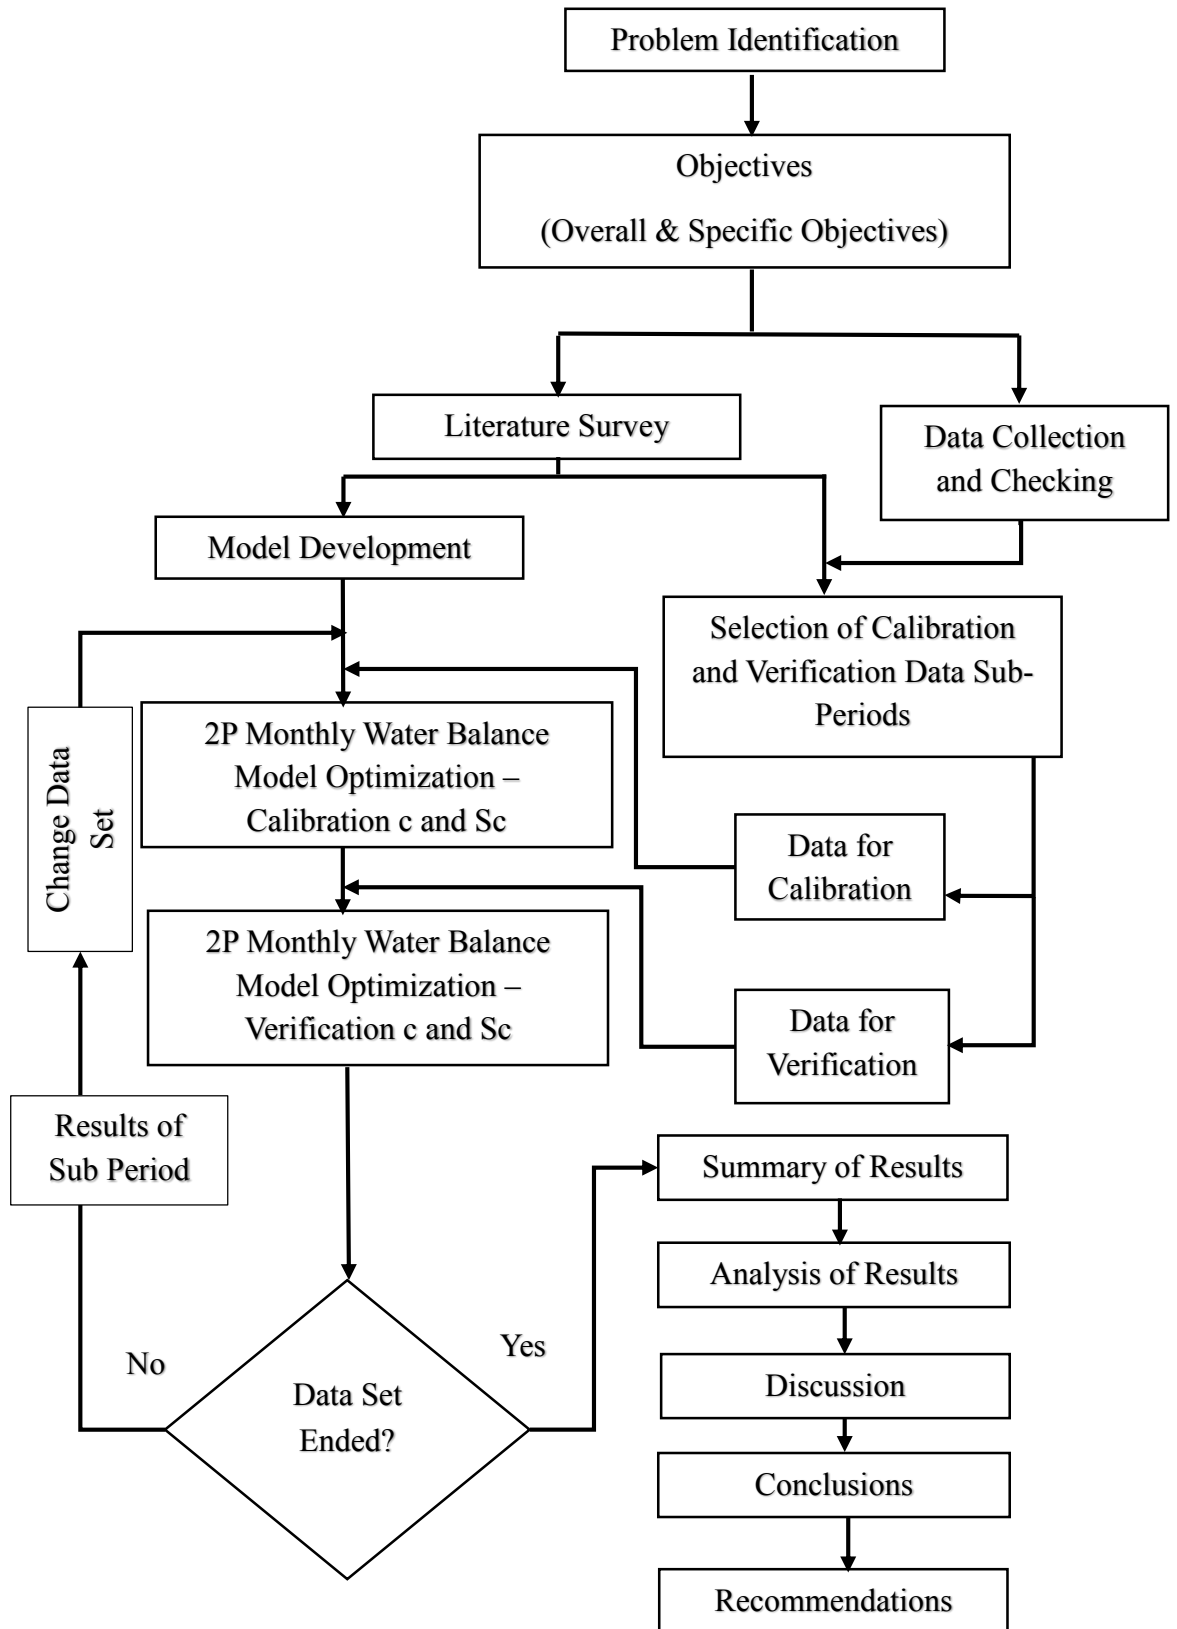 Problem Identification
Objectives
(Overall & Specific Objectives)
Literature Survey
Data Collection
and Checking
Model Development
Selection of Calibration
and Verification Data Sub-
Periods
2P Monthly Water Balance
Model Optimization –
Calibration c and Sc
Change Data
Set
Data for
Calibration
2P Monthly Water Balance
Model Optimization –
Verification c and Sc
Data for
Verification
Results of
Sub Period
Summary of Results
Analysis of Results
No
Yes
Data Set
Ended?
Discussion
Conclusions
Recommendations